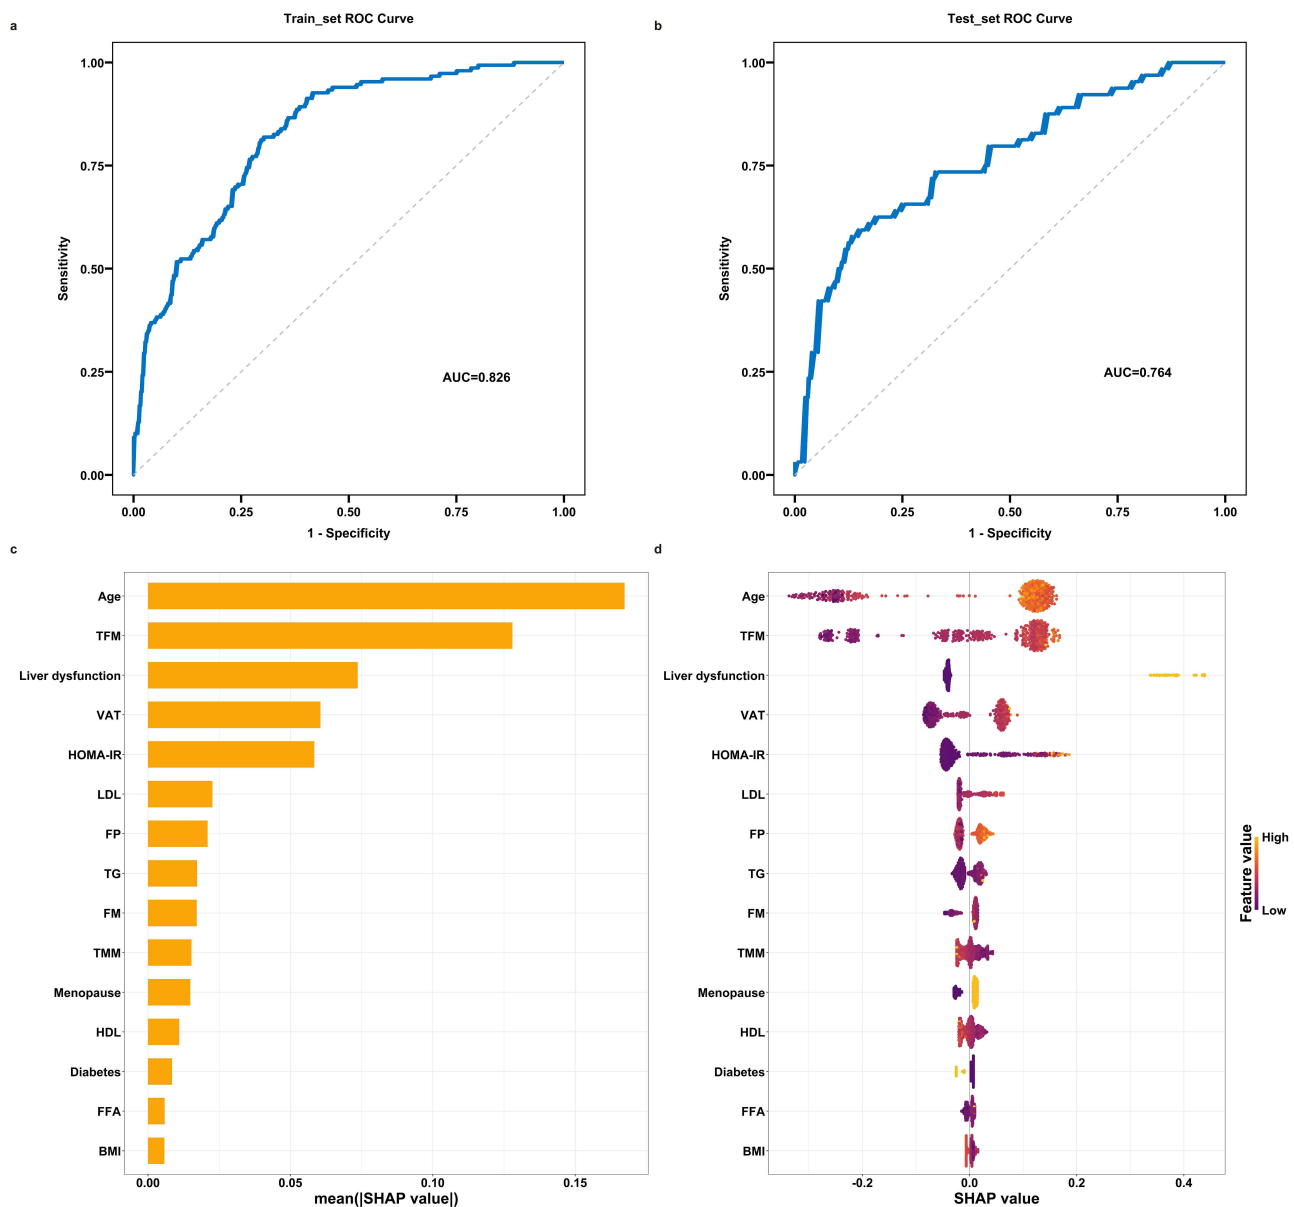 a
Train_set ROC Curve
1.00
0.75
0.50
0.25
0.00
Sensitivity
AUC=0.826
0.00 0.25 0.50 0.75 1.00
1 - Specificity
b
Test_set ROC Curve
1.00
0.75
0.50
0.25
0.00
Sensitivity
AUC=0.764
0.00 0.25 0.50 0.75 1.00
1 - Specificity
c
Age
TFM
Liver dysfunction
VAT
HOMA-IR
LDL
FP
TG
FM
TMM
Menopause
HDL
Diabetes
FFA
BMI
0.00 0.05 0.10 0.15
mean(|SHAP value|)
d
Age
TFM
Liver dysfunction
VAT
HOMA-IR
LDL
FP
TG
FM
TMM
Menopause
HDL
Diabetes
FFA
BMI
-0.2 0.0 0.2 0.4
SHAP value
Feature value
High
Low